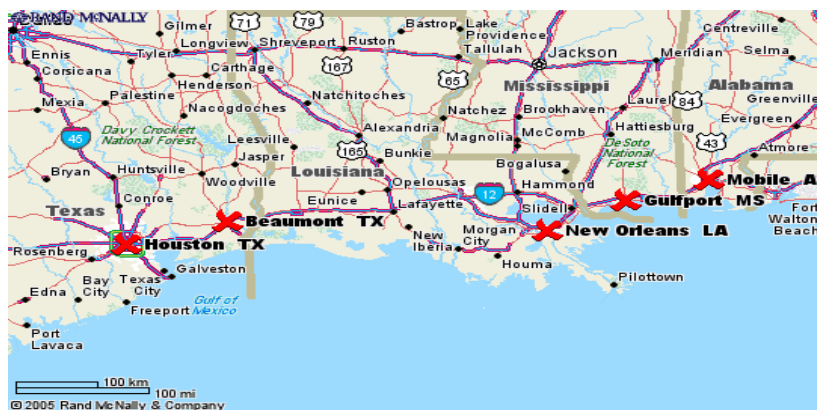 RAND MCNALLY
71
79
Gilmer
Bastrop
Lake
Providence
Centreville
Longview
Shreveport
Ruston
Tallulah
Jackson
Meridian
Selma
Ennis
Tyler
167
Corsicana
Carthage
65
Mississippi
Alabama
Henderson
Mexia
Palestine
Natchitoches
Natchez
Brookhaven
Laurel
84
Greenville
Nacogdoches
45
Davy Crockett
National Forest
Alexandria
Magnolia
McComb
Hattiesburg
43
Evergreen
Leesville
165
Bunkie
De Soto
National
Forest
Atmore
Bryan
Huntsville
Jasper
Louisiana
Bogalusa
Woodville
Opelousas
12
Hammond
Mobile A
Texas
Conroe
Eunice
Lafayette
Slidell
Gulfport MS
Beaumont TX
Fort
Walton
Beach
Houston TX
New
Iberia
Morgan
City
New Orleans LA
Rosenberg
Galveston
Houma
Bay
City
Texas
City
Pilottown
Edna
Freeport
Gulf of
Mexico
Port
Lavaca
100 km
100 mi
© 2005 Rand McNally & Company